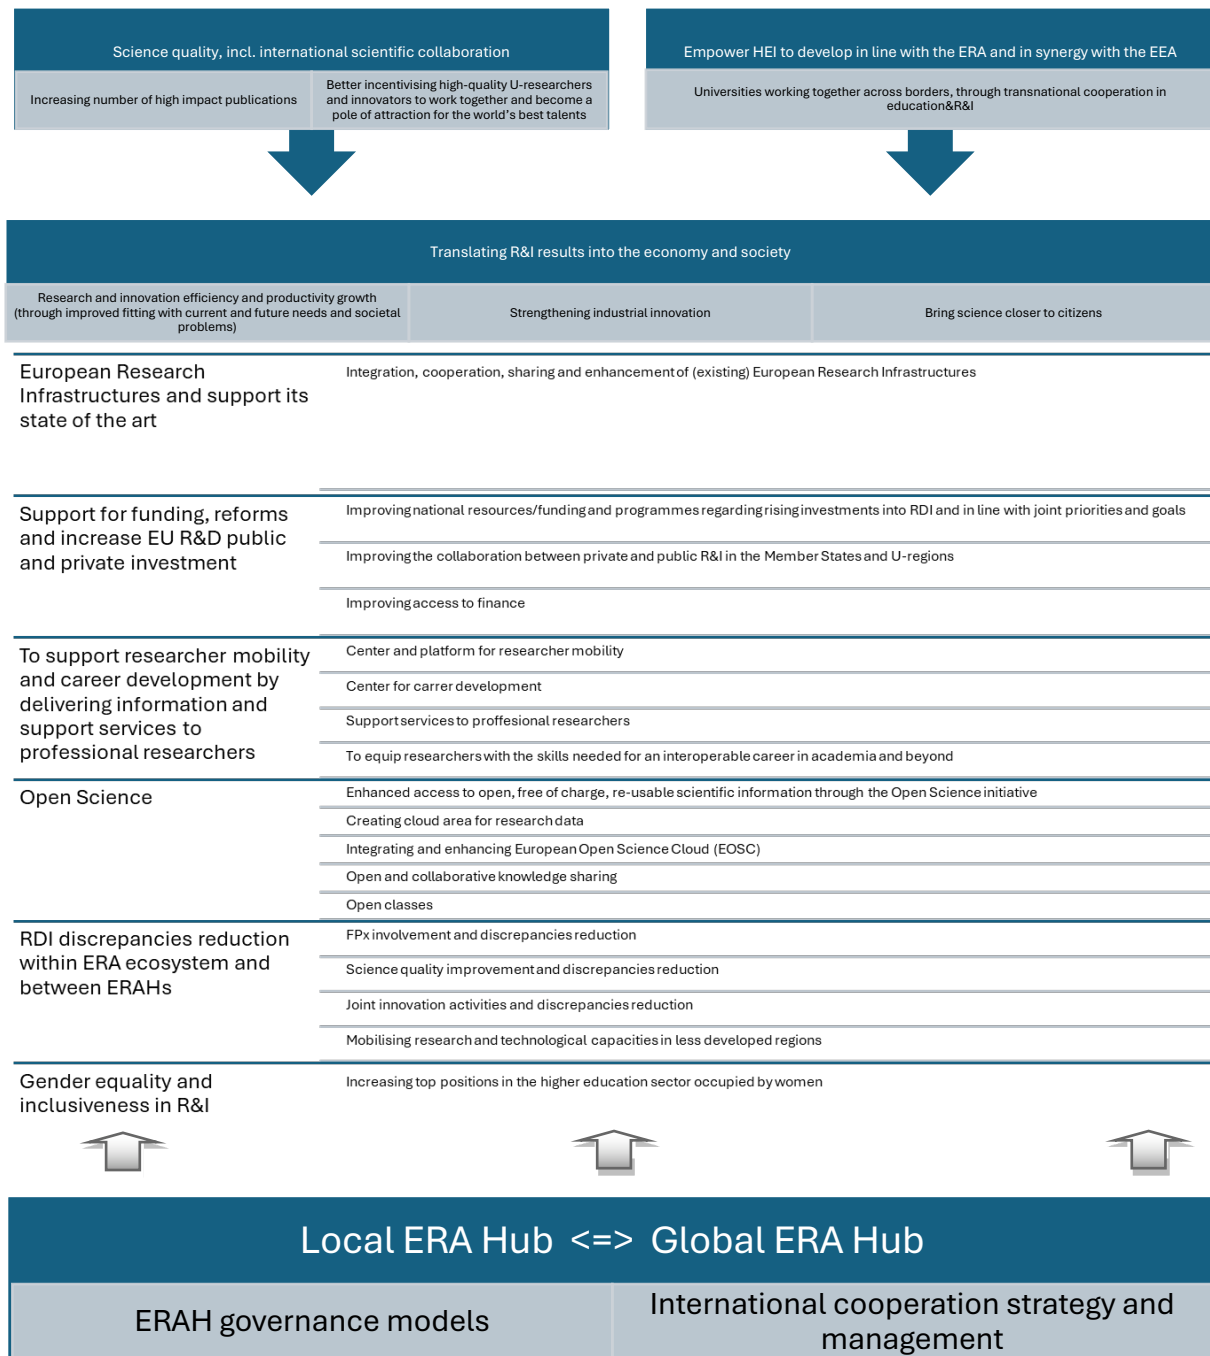 Science quality, incl. international scientific collaboration
Increasing number of high impact publications
Better incentivising high-quality U-researchers
and innovators to work together and become a
pole of attraction for the world's best talents
Empower HEI to develop in line with the ERA and in synergy with the EEA
Universities working together across borders, through transnational cooperation in
education&R&I
Translating R&I results into the economy and society
Research and innovation efficiency and productivity growth
(through improved fitting with current and future needs and societal
problems)
Strengthening industrial innovation
Bring science closer to citizens
European Research
Infrastructures and support its
state of the art
Integration, cooperation, sharing and enhancement of (existing) European Research Infrastructures
Support for funding, reforms
and increase EU R&D public
and private investment
Improving national resources/funding and programmes regarding rising investments into RDI and in line with joint priorities and goals
Improving the collaboration between private and public R&I in the Member States and U-regions
Improving access to finance
To support researcher mobility
and career development by
delivering information and
support services to
professional researchers
Center and platform for researcher mobility
Center for carrer development
Support services to proffesional researchers
To equip researchers with the skills needed for an interoperable career in academia and beyond
Open Science
Enhanced access to open, free of charge, re-usable scientific information through the Open Science initiative
Creating cloud area for research data
Integrating and enhancing European Open Science Cloud (EOSC)
Open and collaborative knowledge sharing
Open classes
RDI discrepancies reduction
within ERA ecosystem and
between ERAHs
FPx involvement and discrepancies reduction
Science quality improvement and discrepancies reduction
Joint innovation activities and discrepancies reduction
Mobilising research and technological capacities in less developed regions
Gender equality and
inclusiveness in R&I
Increasing top positions in the higher education sector occupied by women
Local ERA Hub <=> Global ERA Hub
ERAH governance models
International cooperation strategy and
management